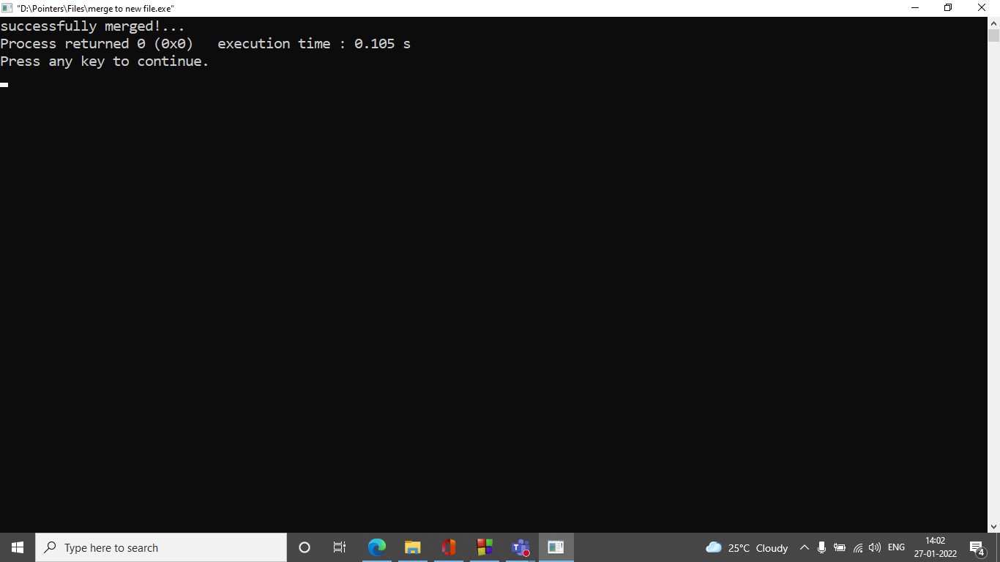 "D:\Pointers\Files\merge to new file.exe"
successfully merged!...
Process returned 0 (0x0)   execution time : 0.105 s
Press any key to continue.
Type here to search
25°C Cloudy
ENG
14:02
27-01-2022
4